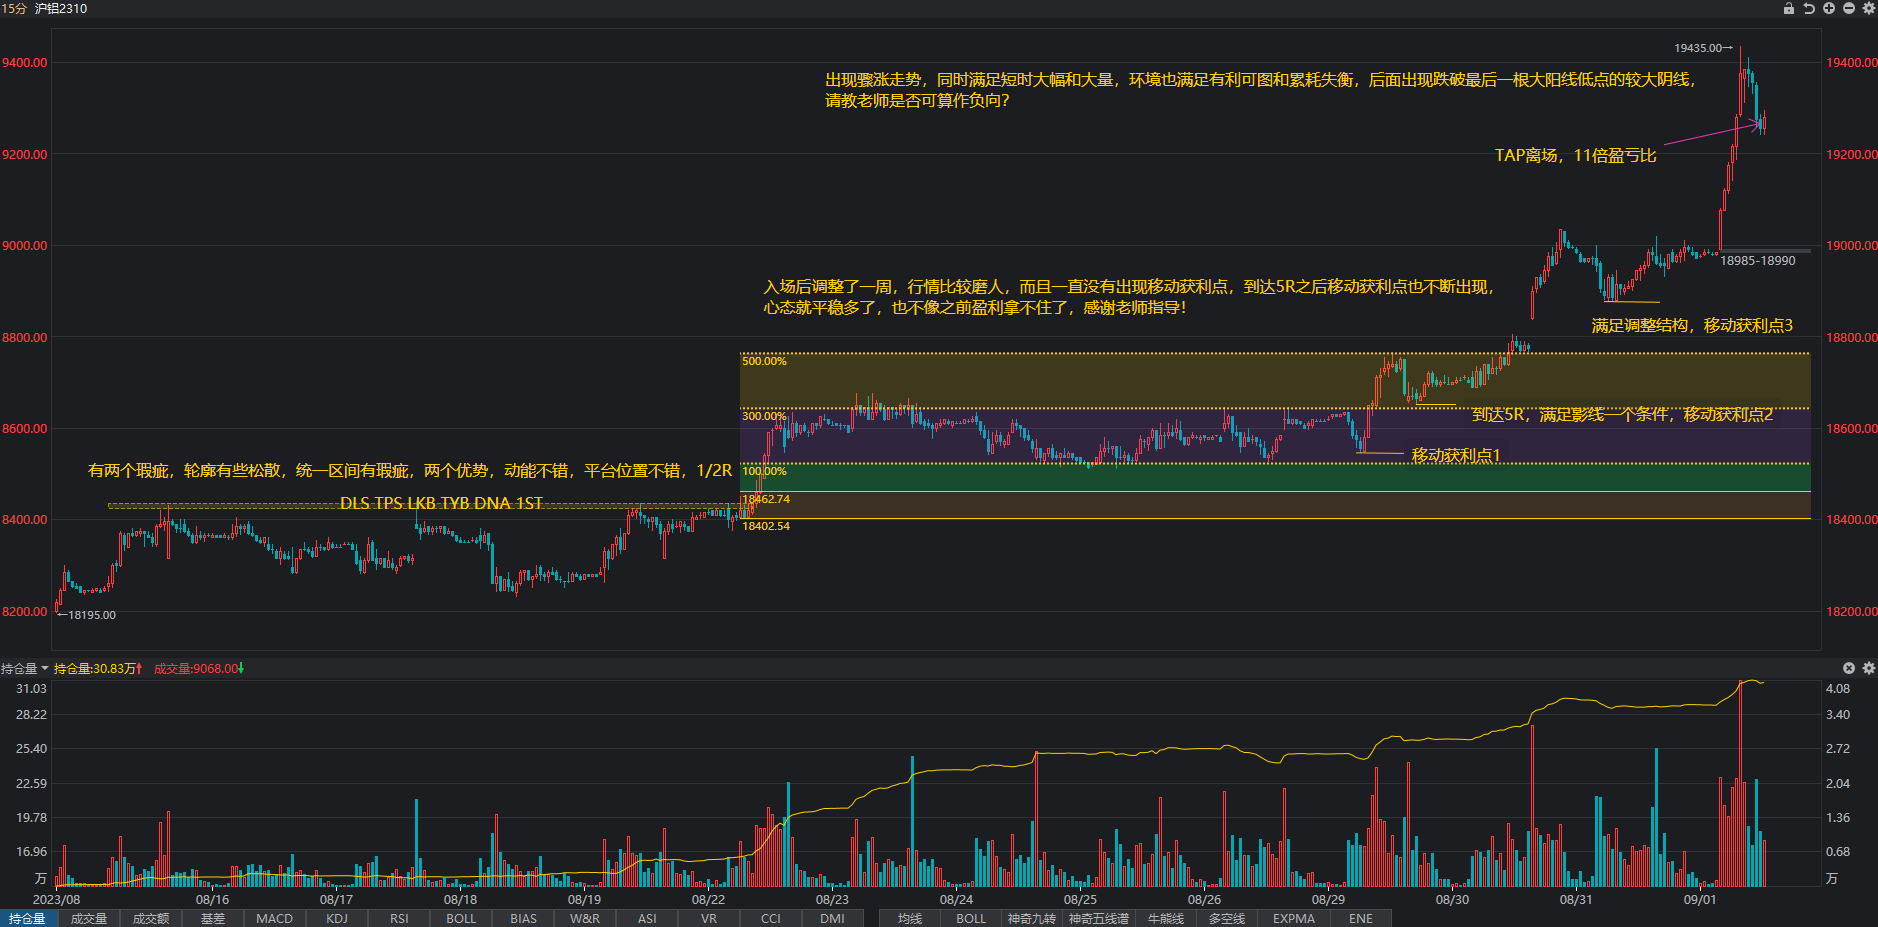 15分 沪铝2310
19435.00→
9400.00
19400.00
出现骤涨走势，同时满足短时大幅和大量，环境也满足有利可图和累耗失衡，后面出现跌破最后一根大阳线低点的较大阴线，
请教老师是否可算作负向？
TAP离场，11倍盈亏比
9200.00
19200.00
9000.00
19000.00
18985-18990
入场后调整了一周，行情比较磨人，而且一直没有出现移动获利点，到达5R之后移动获利点也不断出现，
心态就平稳多了，也不像之前盈利拿不住了，感谢老师指导！
满足调整结构，移动获利点3
8800.00
18800.00
500.00%
300.00%
到达5R，满足影线一个条件，移动获利点2
8600.00
18600.00
移动获利点1
有两个瑕疵，轮廓有些松散，统一区间有瑕疵，两个优势，动能不错，平台位置不错，1/2R
100.00%
DLS TPS LKB TYB DNA 1ST
18462.74
8400.00
18400.00
18402.54
8200.00
18200.00
←18195.00
持仓量 持仓量:30.83万↑ 成交量:9068.00↓
31.03
4.08
28.22
3.40
25.40
2.72
22.59
2.04
19.78
1.36
16.96
0.68
万
万
2023/08 08/16 08/17 08/18 08/19 08/22 08/23 08/24 08/25 08/26 08/29 08/30 08/31 09/01
持仓量 成交量 成交额 基差 MACD KDJ RSI BOLL BIAS W&R ASI VR CCI DMI 均线 BOLL 神奇九转 神奇五线谱 牛熊线 多空线 EXPMA ENE